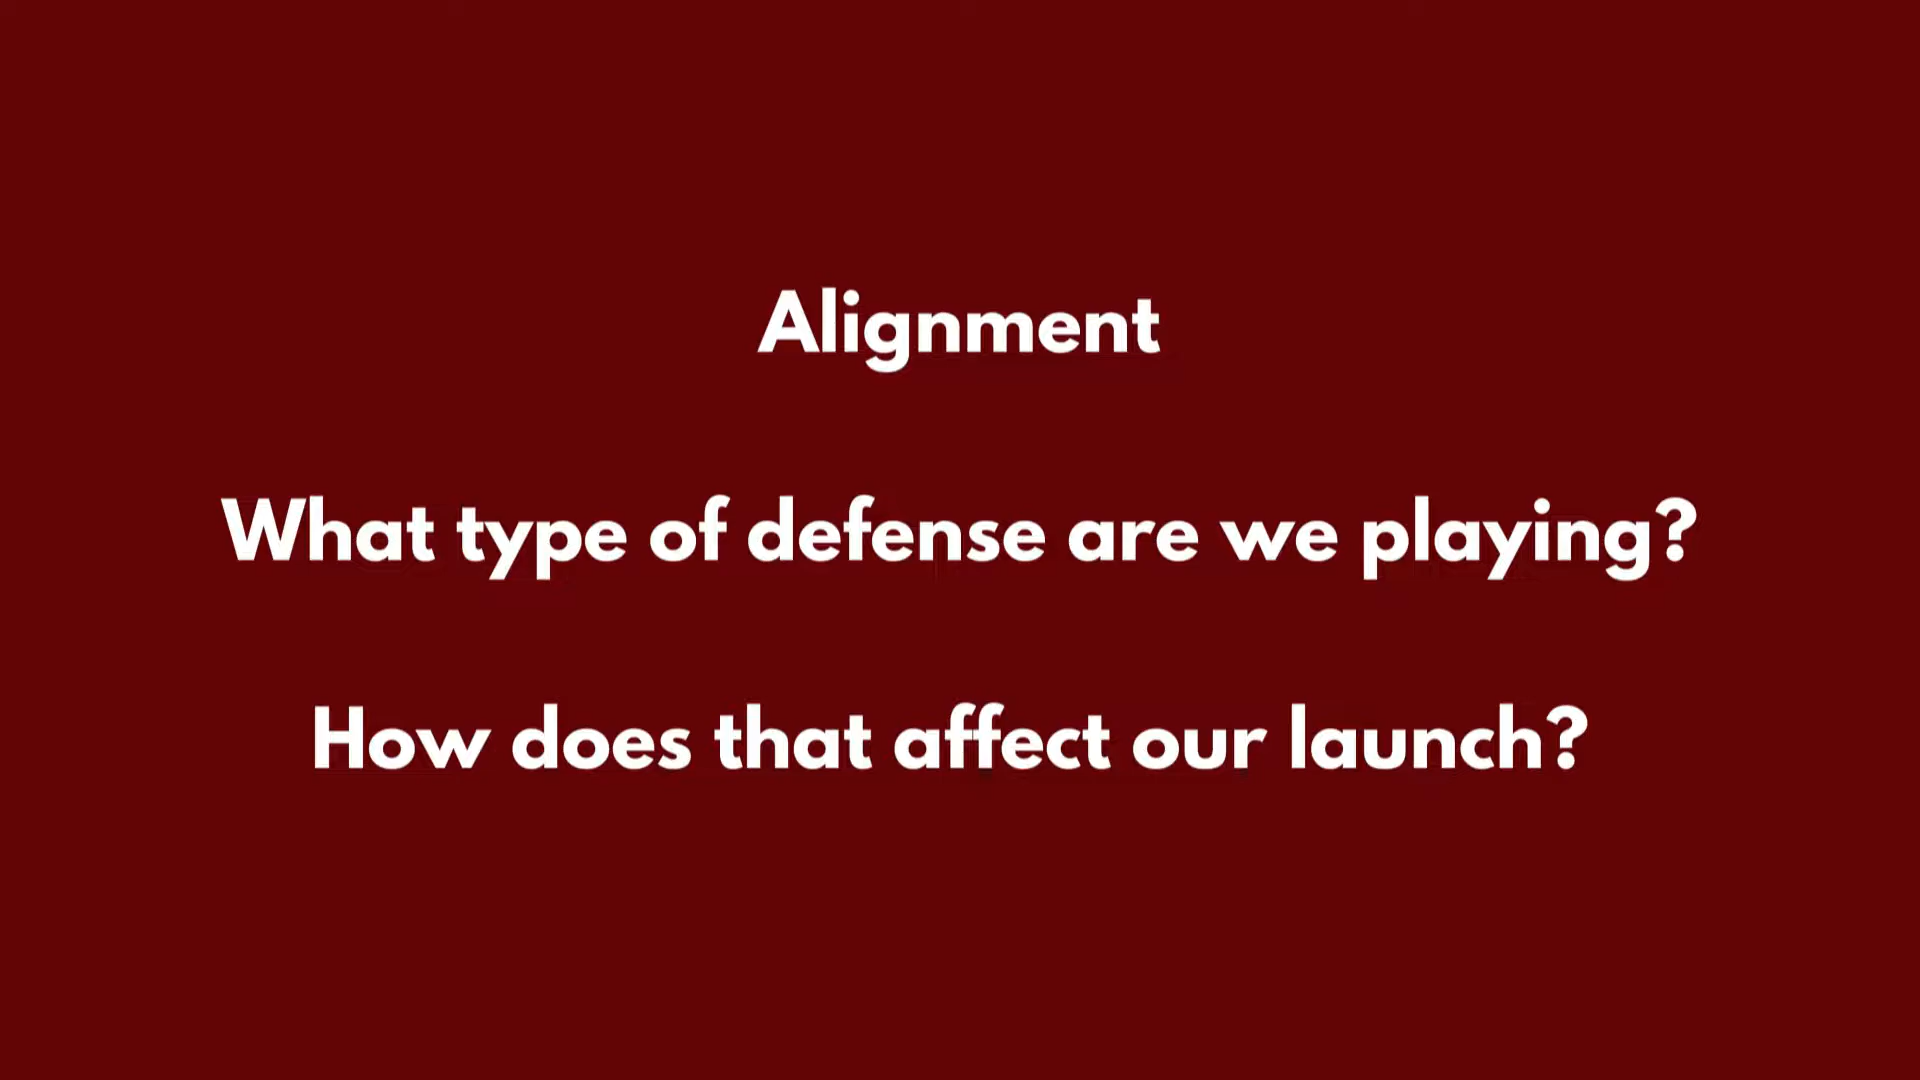 Alignment
What type of defense are we playing?
How does that affect our launch?